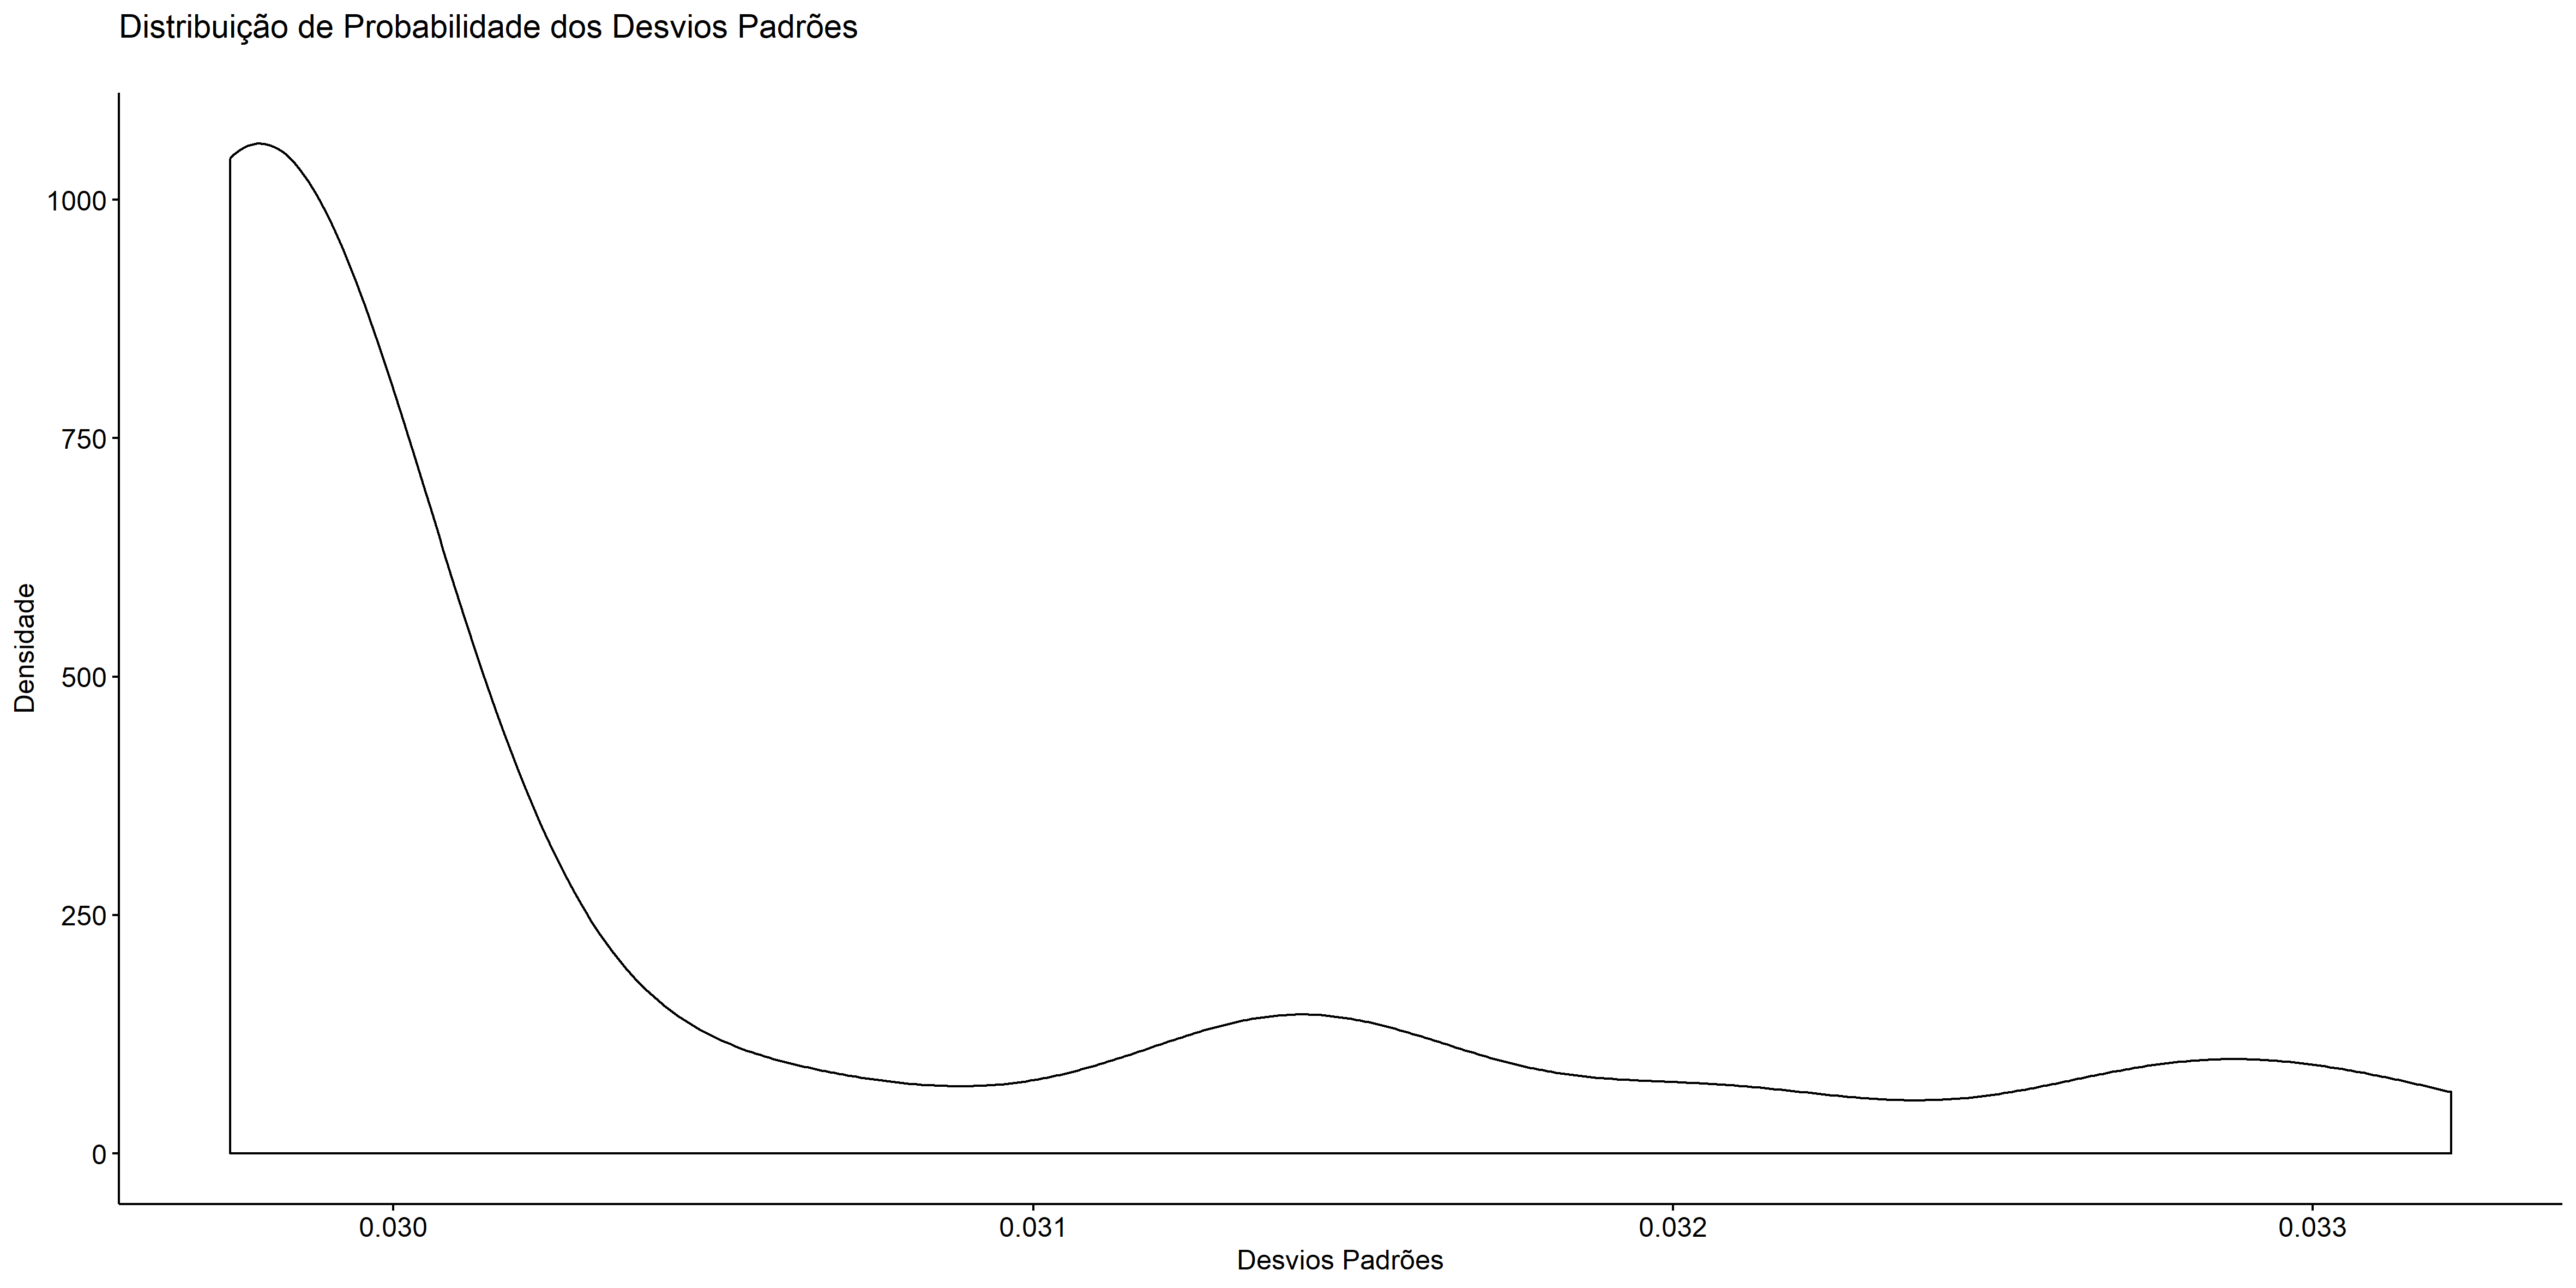 Distribuição de Probabilidade dos Desvios Padrões
1000
750
500
250
0
Densidade
0.030 0.031 0.032 0.033
Desvios Padrões